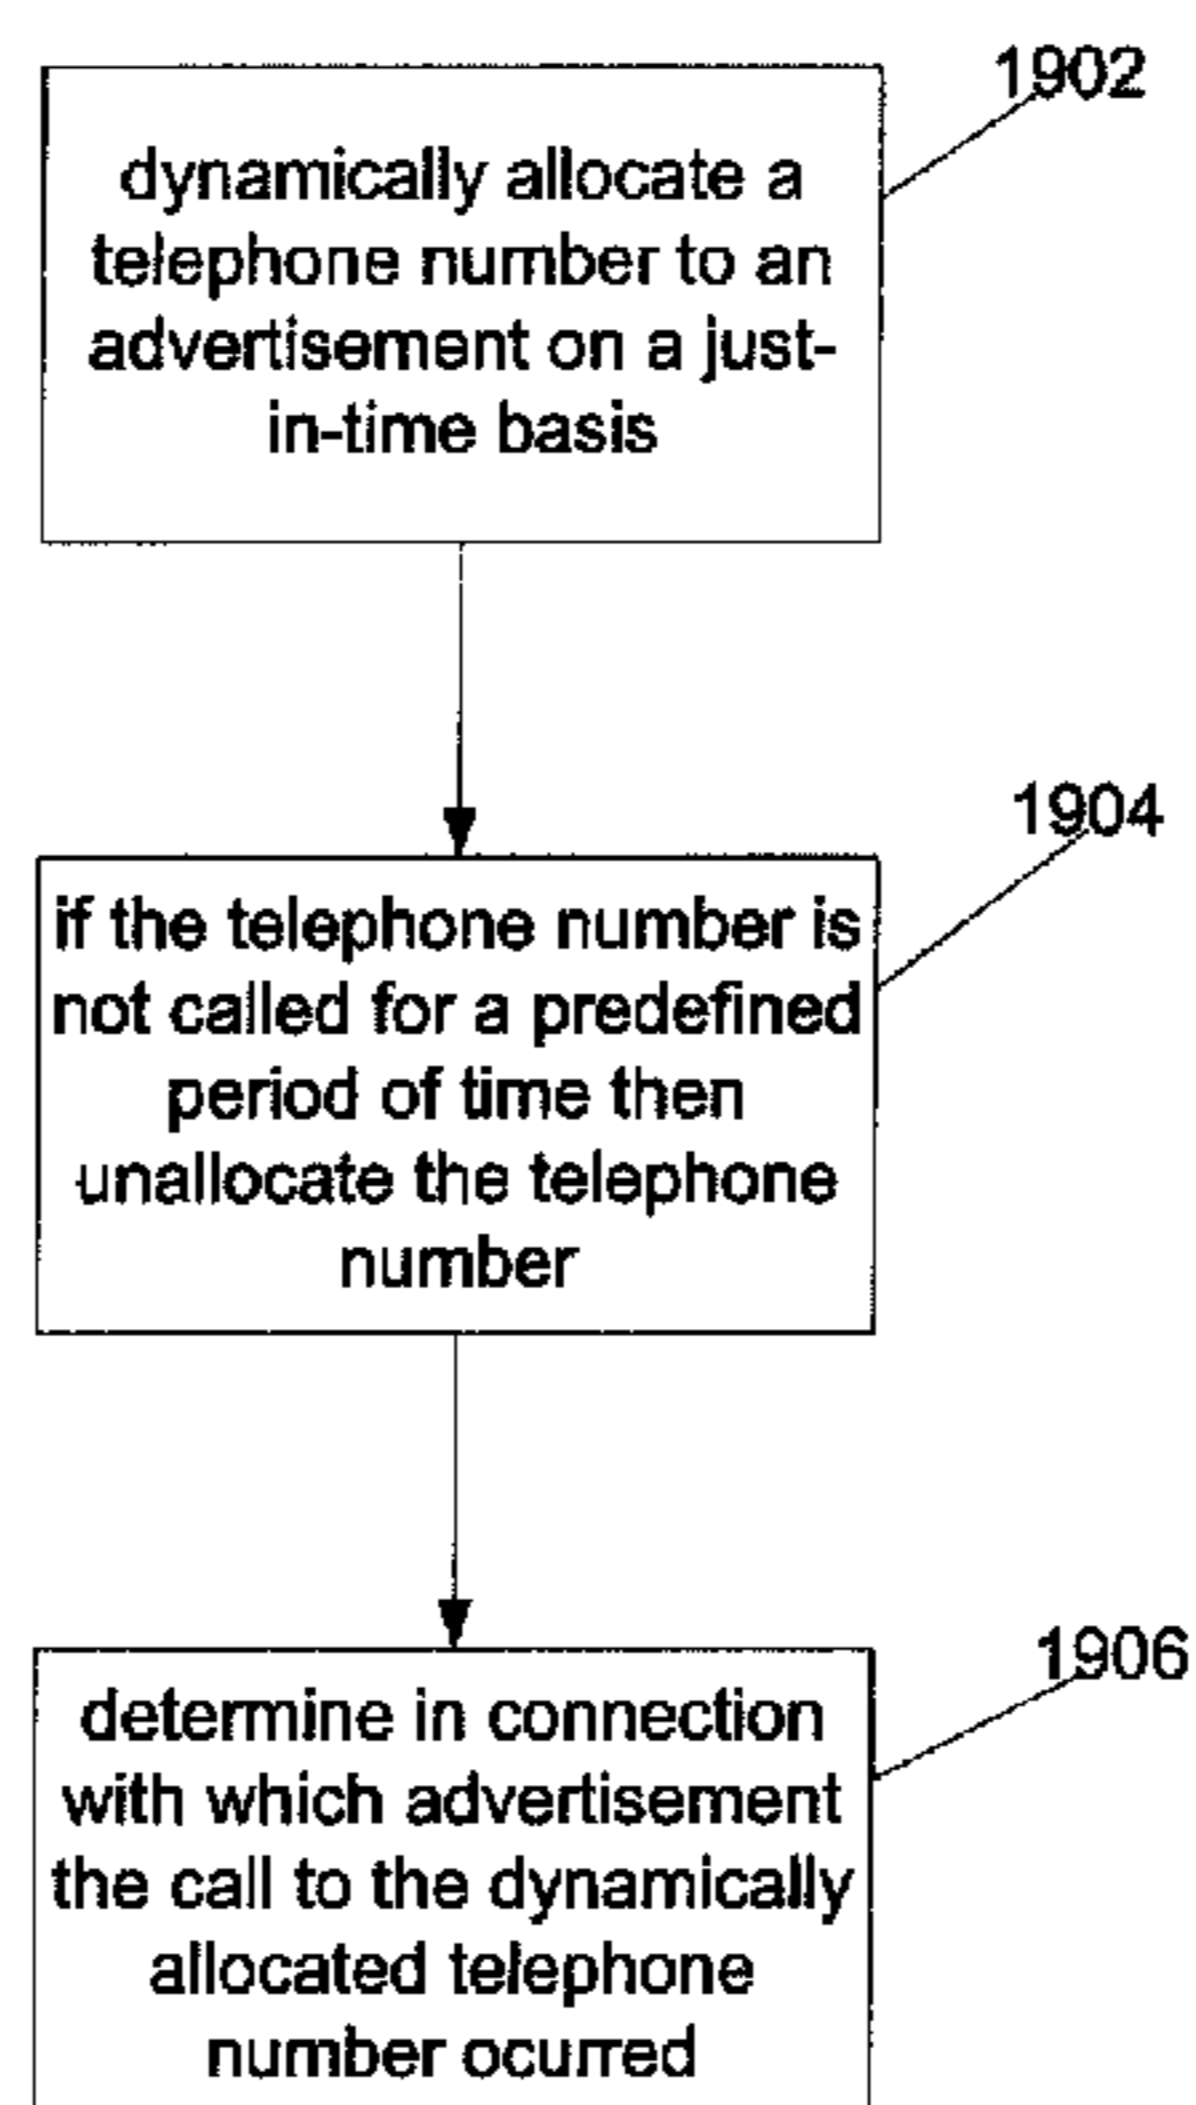 1902
dynamically allocate a
telephone number to an
advertisement on a just-
in-time basis
1904
if the telephone number is
not called for a predefined
period of time then
unallocate the telephone
number
1906
determine in connection
with which advertisement
the call to the dynamically
allocated telephone
number ocurred